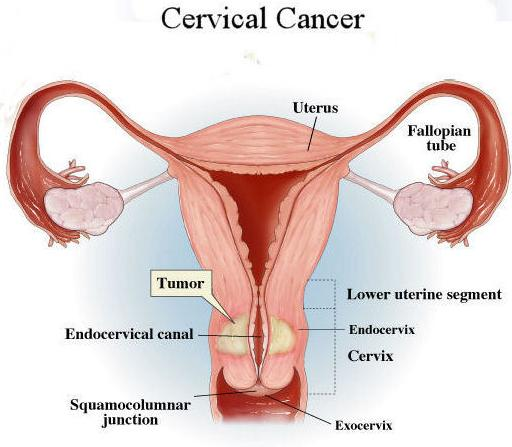 Cervical Cancer
Uterus
Fallopian
tube
Tumor
Lower uterine segment
Endocervical canal
Endocervix
Cervix
Squamocolumnar
junction
Exocervix